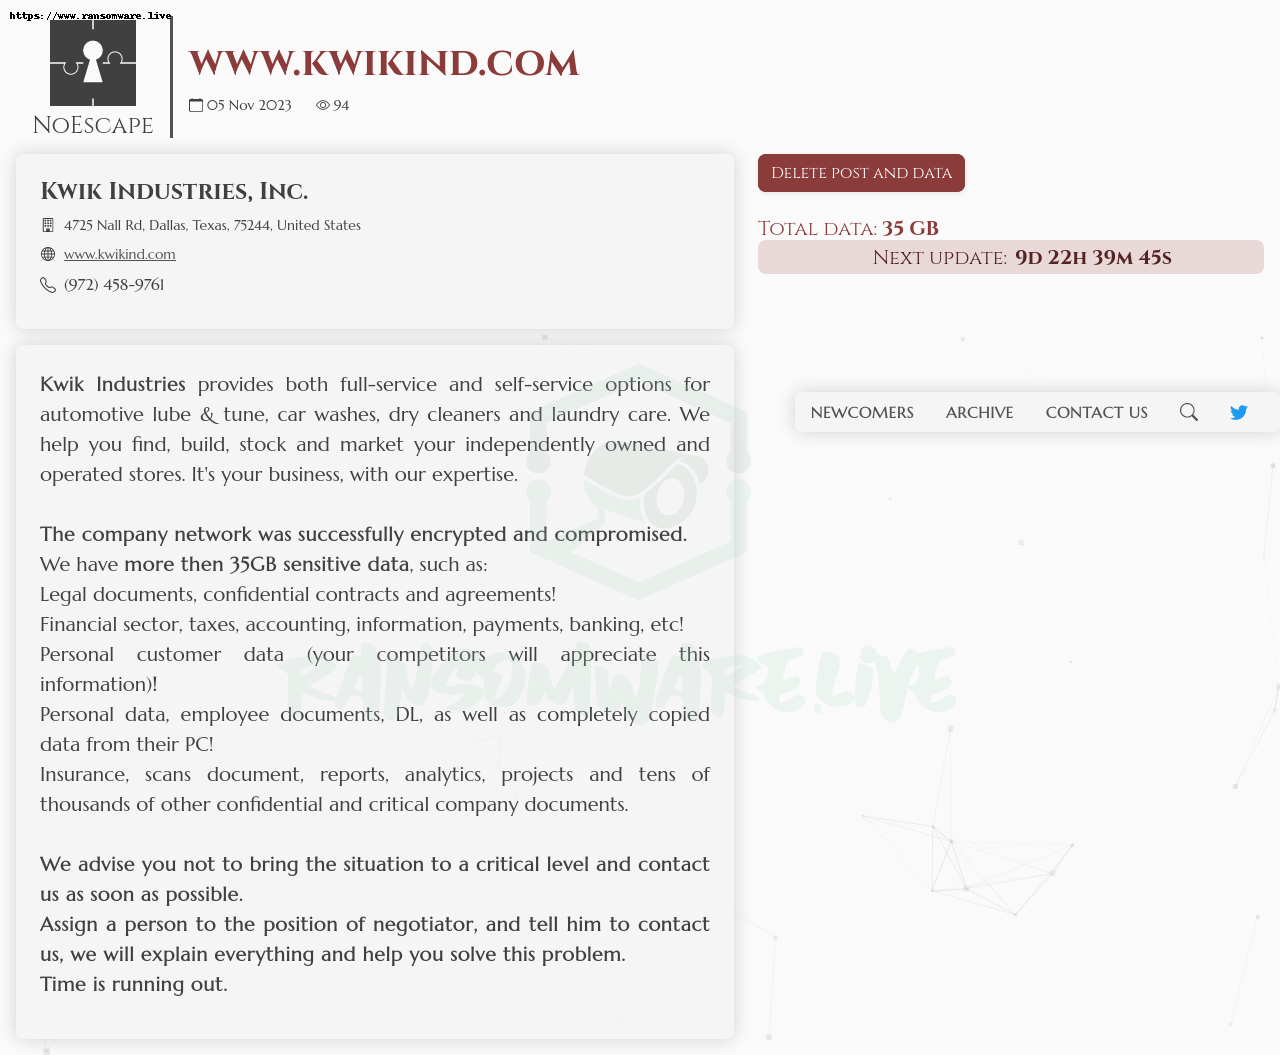 https://www.ransomware.live
NoEscape
www.kwikind.com
05 Nov 2023 94
Kwik Industries, Inc.
4725 Nall Rd, Dallas, Texas, 75244, United States
www.kwikind.com
(972) 458-9761
Delete post and data
Total data: 35 GB
Next update: 9d 22h 39m 45s
NEWCOMERS ARCHIVE CONTACT US
Kwik Industries provides both full-service and self-service options for
automotive lube & tune, car washes, dry cleaners and laundry care. We
help you find, build, stock and market your independently owned and
operated stores. It's your business, with our expertise.
The company network was successfully encrypted and compromised.
We have more then 35GB sensitive data, such as:
Legal documents, confidential contracts and agreements!
Financial sector, taxes, accounting, information, payments, banking, etc!
Personal customer data (your competitors will appreciate this
information)!
Personal data, employee documents, DL, as well as completely copied
data from their PC!
Insurance, scans document, reports, analytics, projects and tens of
thousands of other confidential and critical company documents.
We advise you not to bring the situation to a critical level and contact
us as soon as possible.
Assign a person to the position of negotiator, and tell him to contact
us, we will explain everything and help you solve this problem.
Time is running out.
RANSOMWARE.LIVE